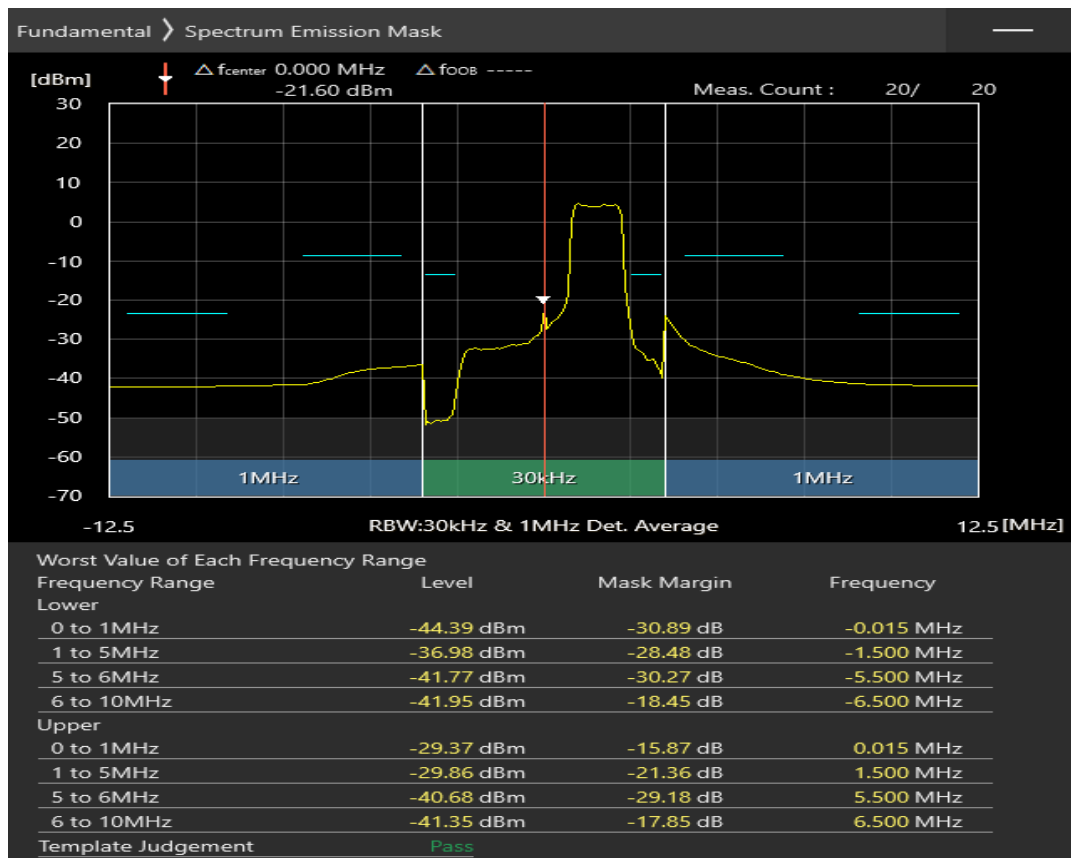 Fundamental ❯ Spectrum Emission Mask
[dBm] △ fcenter 0.000 MHz △ fOOB -----
-21.60 dBm Meas. Count : 20/ 20
30
20
10
0
-10
-20
-30
-40
-50
-60
1MHz 30kHz 1MHz
-70
-12.5 RBW:30kHz & 1MHz Det. Average 12.5 [MHz]
Worst Value of Each Frequency Range
Frequency Range Level Mask Margin Frequency
Lower
0 to 1MHz -44.39 dBm -30.89 dB -0.015 MHz
1 to 5MHz -36.98 dBm -28.48 dB -1.500 MHz
5 to 6MHz -41.77 dBm -30.27 dB -5.500 MHz
6 to 10MHz -41.95 dBm -18.45 dB -6.500 MHz
Upper
0 to 1MHz -29.37 dBm -15.87 dB 0.015 MHz
1 to 5MHz -29.86 dBm -21.36 dB 1.500 MHz
5 to 6MHz -40.68 dBm -29.18 dB 5.500 MHz
6 to 10MHz -41.35 dBm -17.85 dB 6.500 MHz
Template Judgement Pass